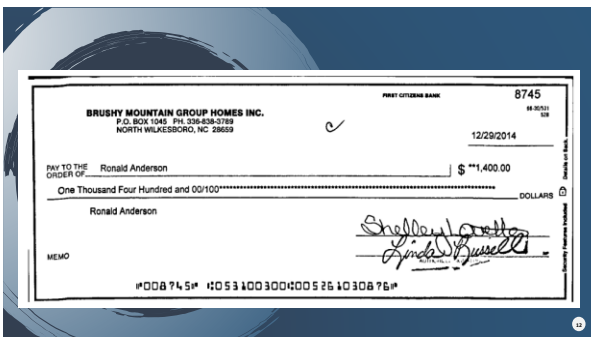 FIRST CITIZENS BANK
8745
66-30/531
528
BRUSHY MOUNTAIN GROUP HOMES INC.
P.O. BOX 1045 PH. 336-838-3789
NORTH WILKESBORO, NC 28659
12/29/2014
PAY TO THE
ORDER OF
Ronald Anderson
$ **1,400.00
One Thousand Four Hundred and 00/100
DOLLARS
Ronald Anderson
Shelley Lovette
Linda Russell
MEMO
Security Features Included
Details on Back.
⑈008745⑈ ⑆053100300⑆005261030876⑈
12